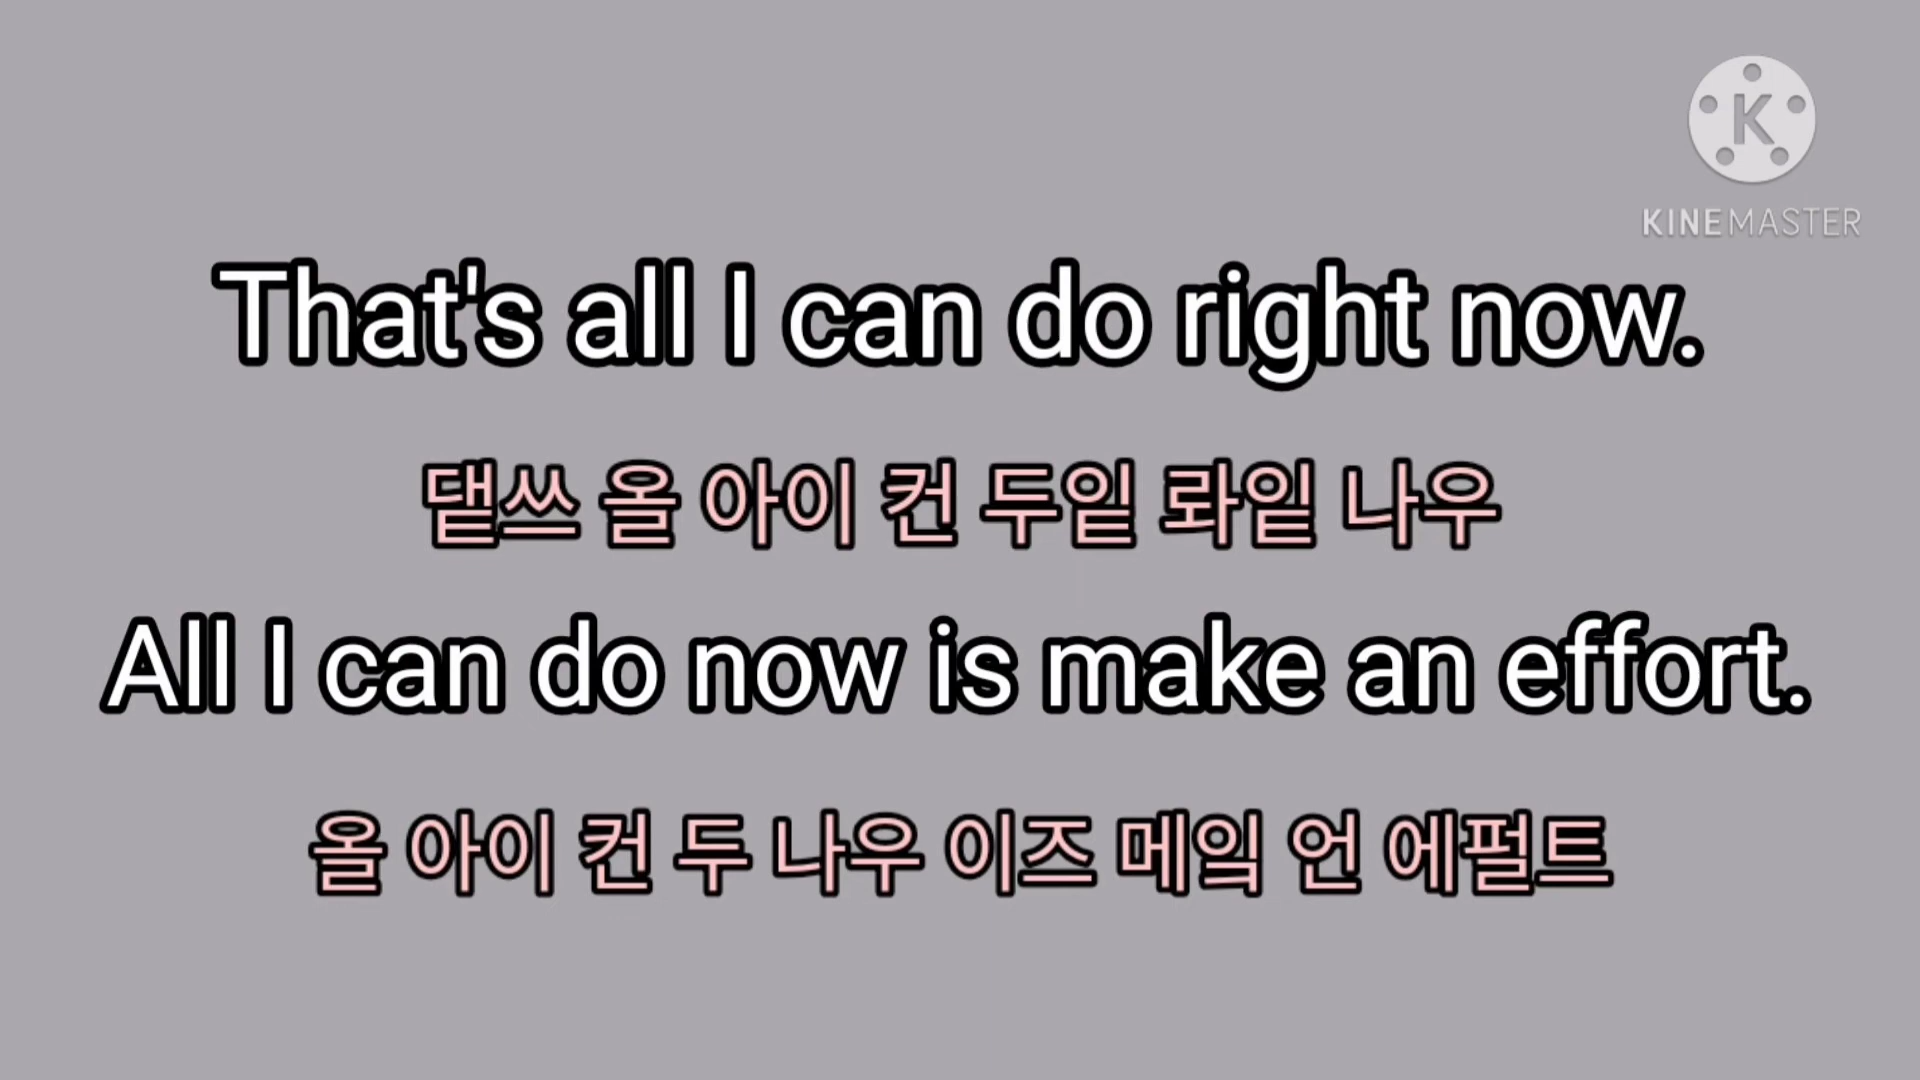 K
KINEMASTER
That's all I can do right now.
댙쓰 올 아이 컨 두잍 롸잍 나우
All I can do now is make an effort.
올 아이 컨 두 나우 이즈 메잌 언 에펄트